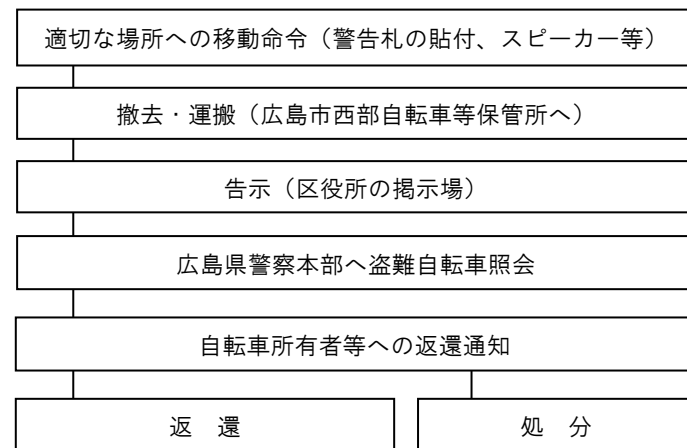 適切な場所への移動命令（警告札の貼付、スピーカー等）
撤去・運搬（広島市西部自転車等保管所へ）
告示（区役所の掲示場）
広島県警察本部へ盗難自転車照会
自転車所有者等への返還通知
返　還
処　分